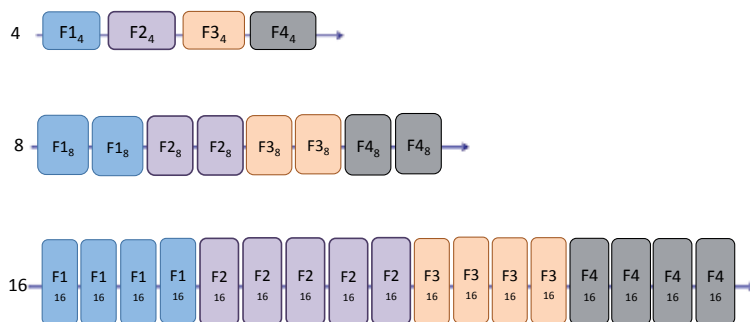 4 F1₄ F2₄ F3₄ F4₄
8 F1₈ F1₈ F2₈ F2₈ F3₈ F3₈ F4₈ F4₈
16 F1 F1 F1 F1 F2 F2 F2 F2 F2 F3 F3 F3 F3 F4 F4 F4 F4
16 16 16 16 16 16 16 16 16 16 16 16 16 16 16 16 16